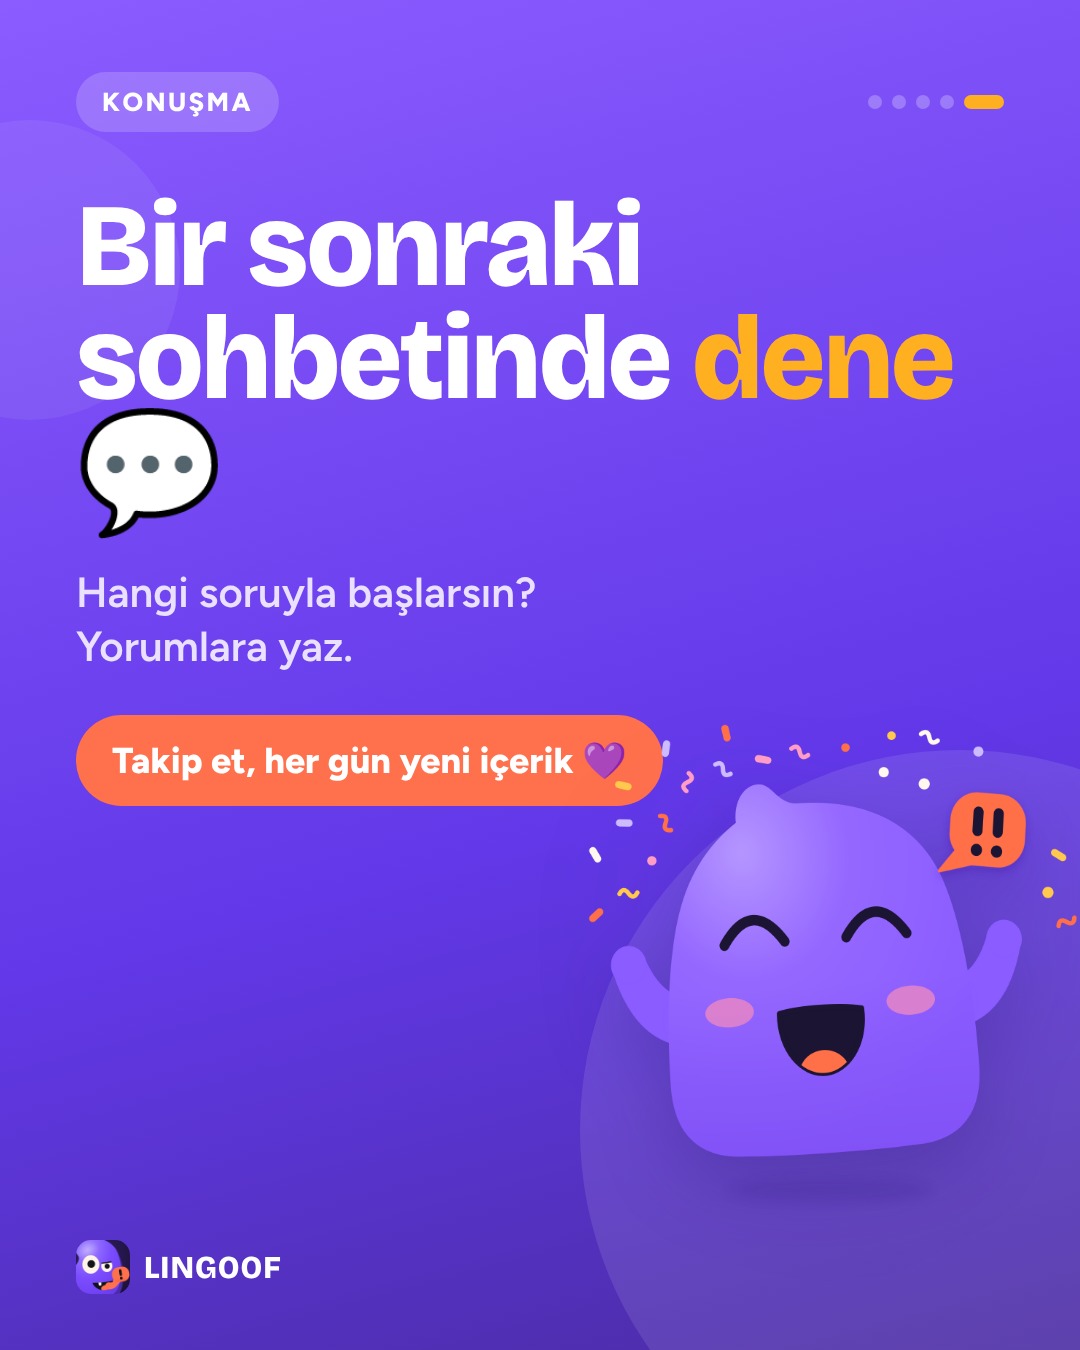 KONUŞMA
Bir sonraki
sohbetinde dene
💬
Hangi soruyla başlarsın?
Yorumlara yaz.
Takip et, her gün yeni içerik 💜
!!
LINGOOF